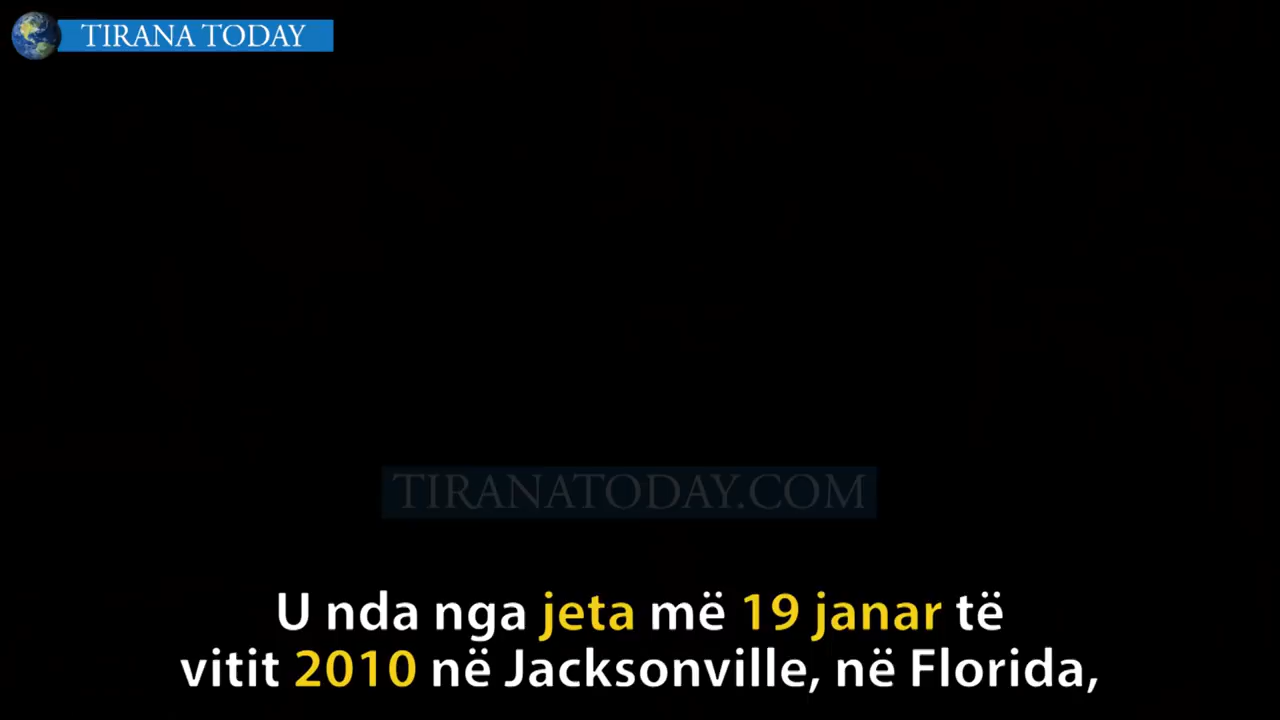 TIRANA TODAY
TIRANATODAY.COM
U nda nga jeta më 19 janar të
vitit 2010 në Jacksonville, në Florida,